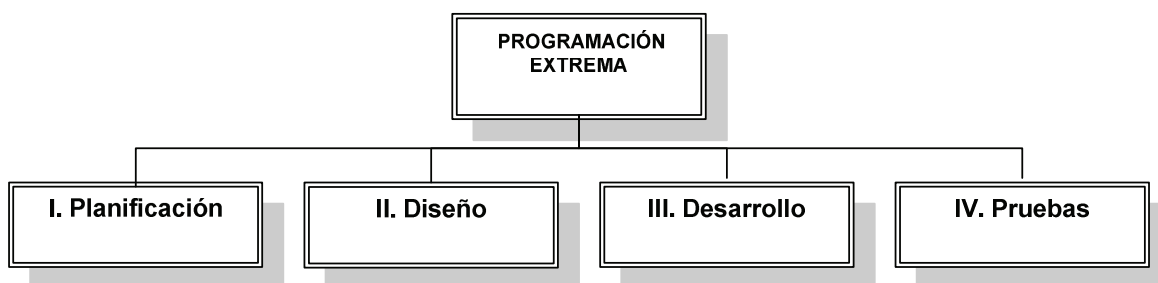 PROGRAMACIÓN
EXTREMA
I. Planificación
II. Diseño
III. Desarrollo
IV. Pruebas